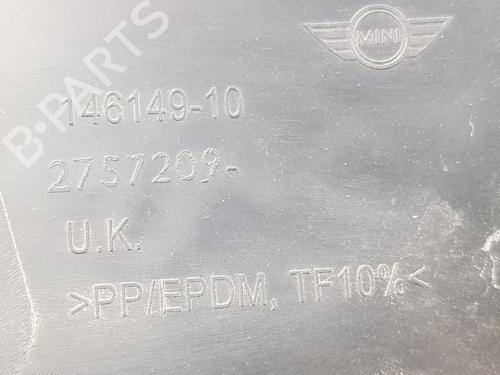 B-PARTS
MINI
146149-10
2757209-
U.K.
>PP/EPDM, TF10%<